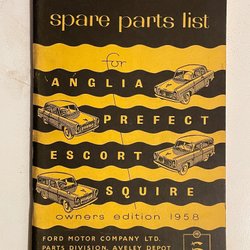 spare parts list
for
ANGLIA
PREFECT
ESCORT
SQUIRE
owners edition 1958
FORD MOTOR COMPANY LTD.
PARTS DIVISION, AVELEY DEPOT